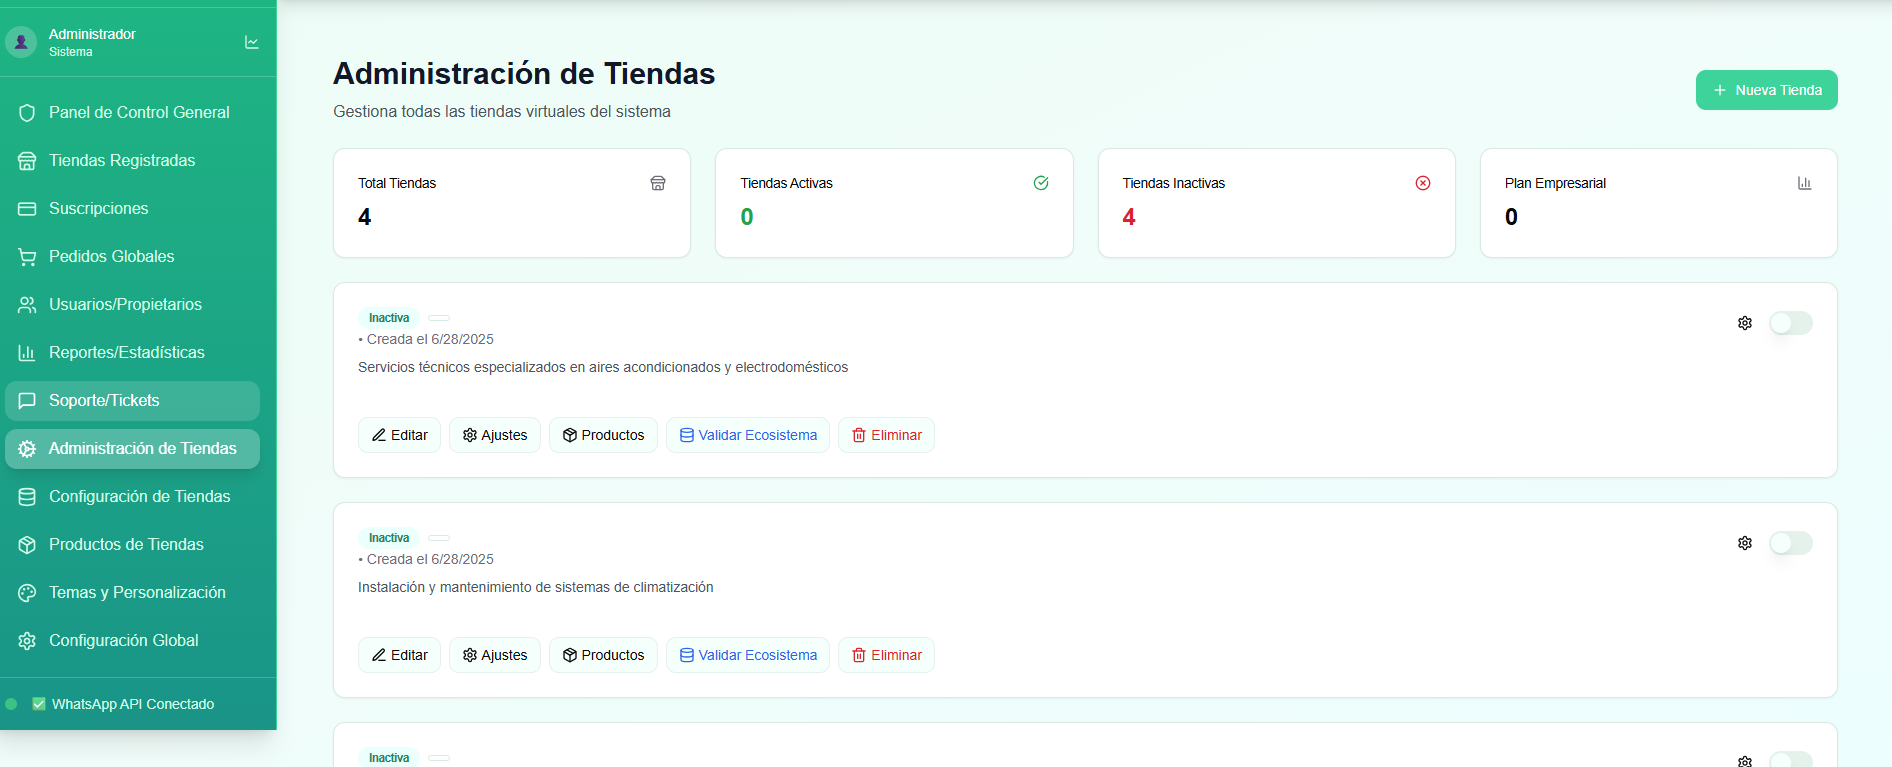 Administrador
Sistema
Panel de Control General
Tiendas Registradas
Suscripciones
Pedidos Globales
Usuarios/Propietarios
Reportes/Estadísticas
Soporte/Tickets
Administración de Tiendas
Configuración de Tiendas
Productos de Tiendas
Temas y Personalización
Configuración Global
WhatsApp API Conectado
Administración de Tiendas
Gestiona todas las tiendas virtuales del sistema
Nueva Tienda
Total Tiendas
4
Tiendas Activas
0
Tiendas Inactivas
4
Plan Empresarial
0
Inactiva
• Creada el 6/28/2025
Servicios técnicos especializados en aires acondicionados y electrodomésticos
Editar Ajustes Productos Validar Ecosistema Eliminar
Inactiva
• Creada el 6/28/2025
Instalación y mantenimiento de sistemas de climatización
Editar Ajustes Productos Validar Ecosistema Eliminar
Inactiva